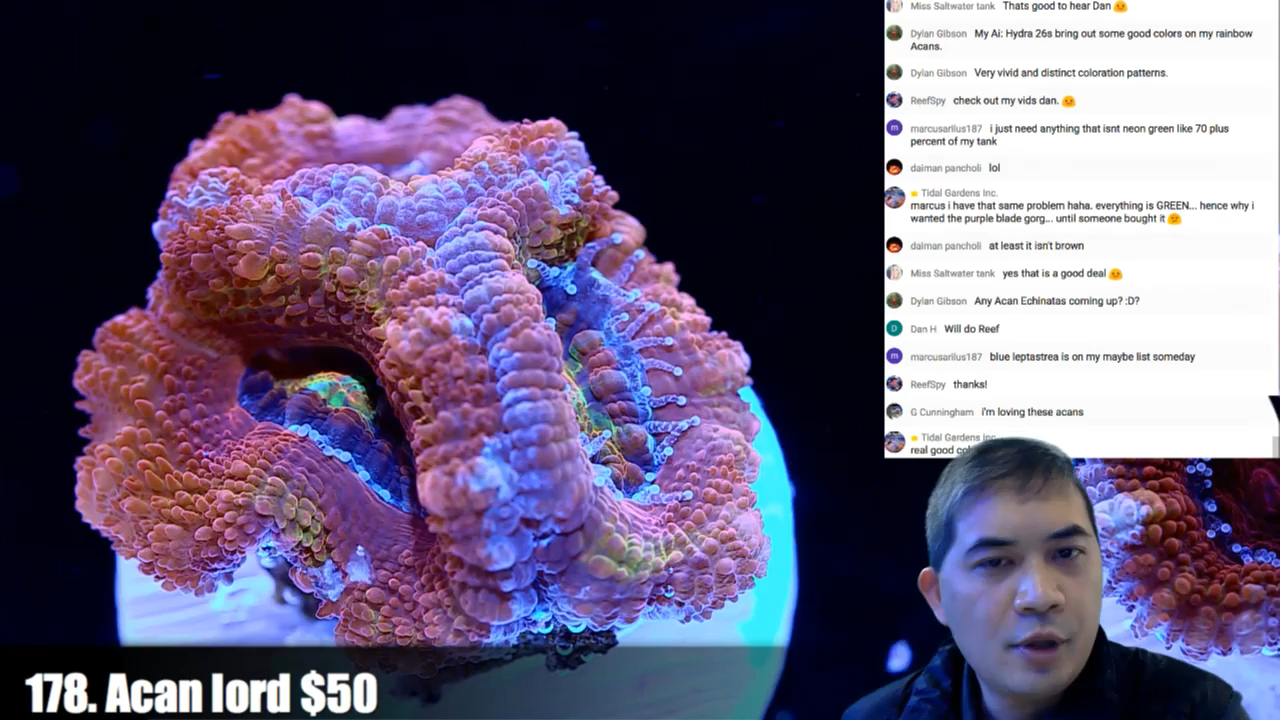 Miss Saltwater tank Thats good to hear Dan
Dylan Gibson My Ai: Hydra 26s bring out some good colors on my rainbow
Acans.
Dylan Gibson Very vivid and distinct coloration patterns.
ReefSpy check out my vids dan.
m marcusarilus187 i just need anything that isnt neon green like 70 plus
percent of my tank
daiman pancholi lol
Tidal Gardens Inc.
marcus i have that same problem haha. everything is GREEN... hence why i
wanted the purple blade gorg... until someone bought it
daiman pancholi at least it isn't brown
Miss Saltwater tank yes that is a good deal
Dylan Gibson Any Acan Echinatas coming up? :D?
D Dan H Will do Reef
m marcusarilus187 blue leptastrea is on my maybe list someday
ReefSpy thanks!
G Cunningham i'm loving these acans
Tidal Gardens Inc.
real good
178. Acan lord $50